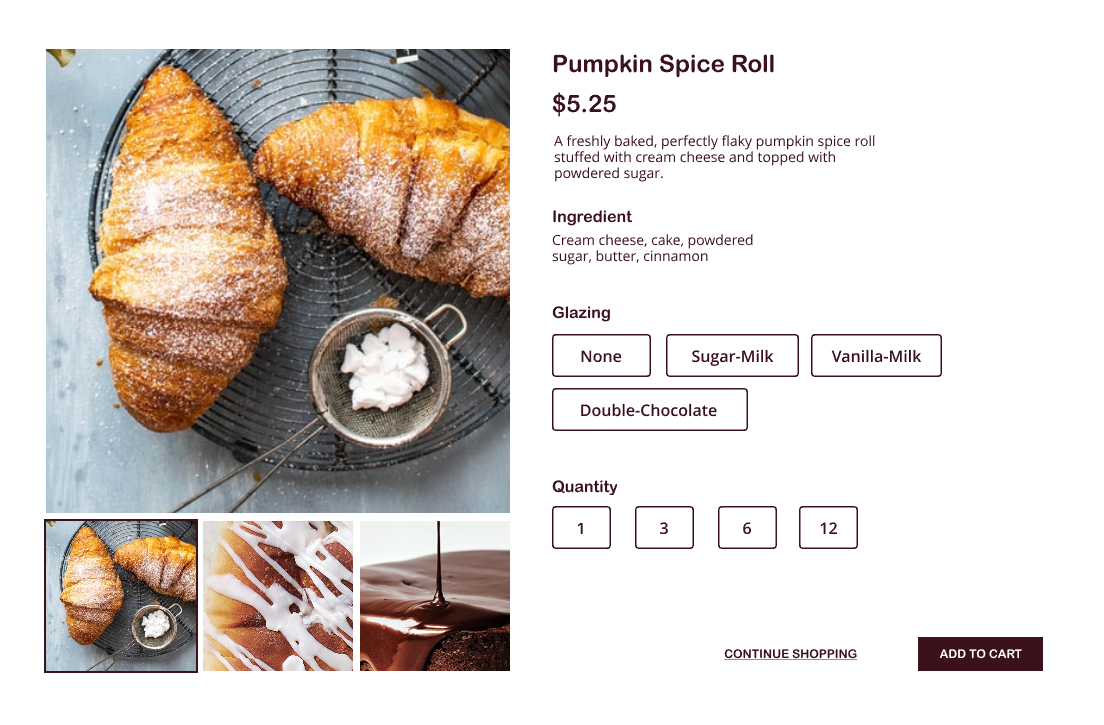 Pumpkin Spice Roll
$5.25
A freshly baked, perfectly flaky pumpkin spice roll
stuffed with cream cheese and topped with
powdered sugar.
Ingredient
Cream cheese, cake, powdered
sugar, butter, cinnamon
Glazing
None Sugar-Milk Vanilla-Milk
Double-Chocolate
Quantity
1 3 6 12
CONTINUE SHOPPING ADD TO CART